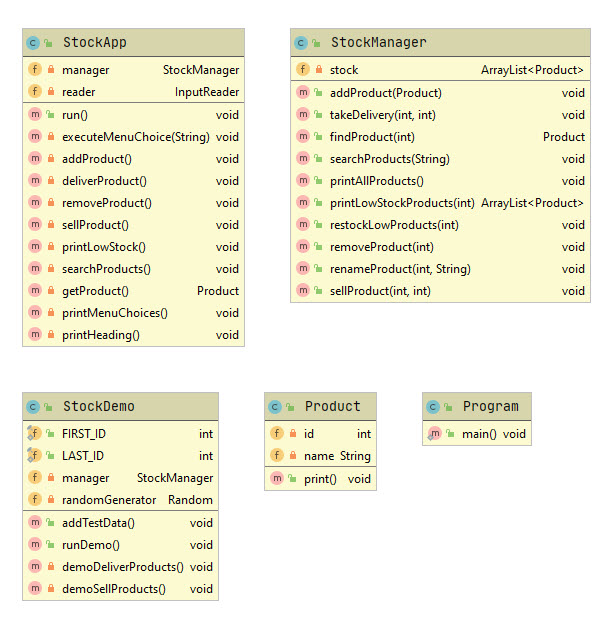 StockApp
manager StockManager
reader InputReader
run() void
executeMenuChoice(String) void
addProduct() void
deliverProduct() void
removeProduct() void
sellProduct() void
printLowStock() void
searchProducts() void
getProduct() Product
printMenuChoices() void
printHeading() void
StockManager
stock ArrayList<Product>
addProduct(Product) void
takeDelivery(int, int) void
findProduct(int) Product
searchProducts(String) void
printAllProducts() void
printLowStockProducts(int) ArrayList<Product>
restockLowProducts(int) void
removeProduct(int) void
renameProduct(int, String) void
sellProduct(int, int) void
StockDemo
FIRST_ID int
LAST_ID int
manager StockManager
randomGenerator Random
addTestData() void
runDemo() void
demoDeliverProducts() void
demoSellProducts() void
Product
id int
name String
print() void
Program
main() void